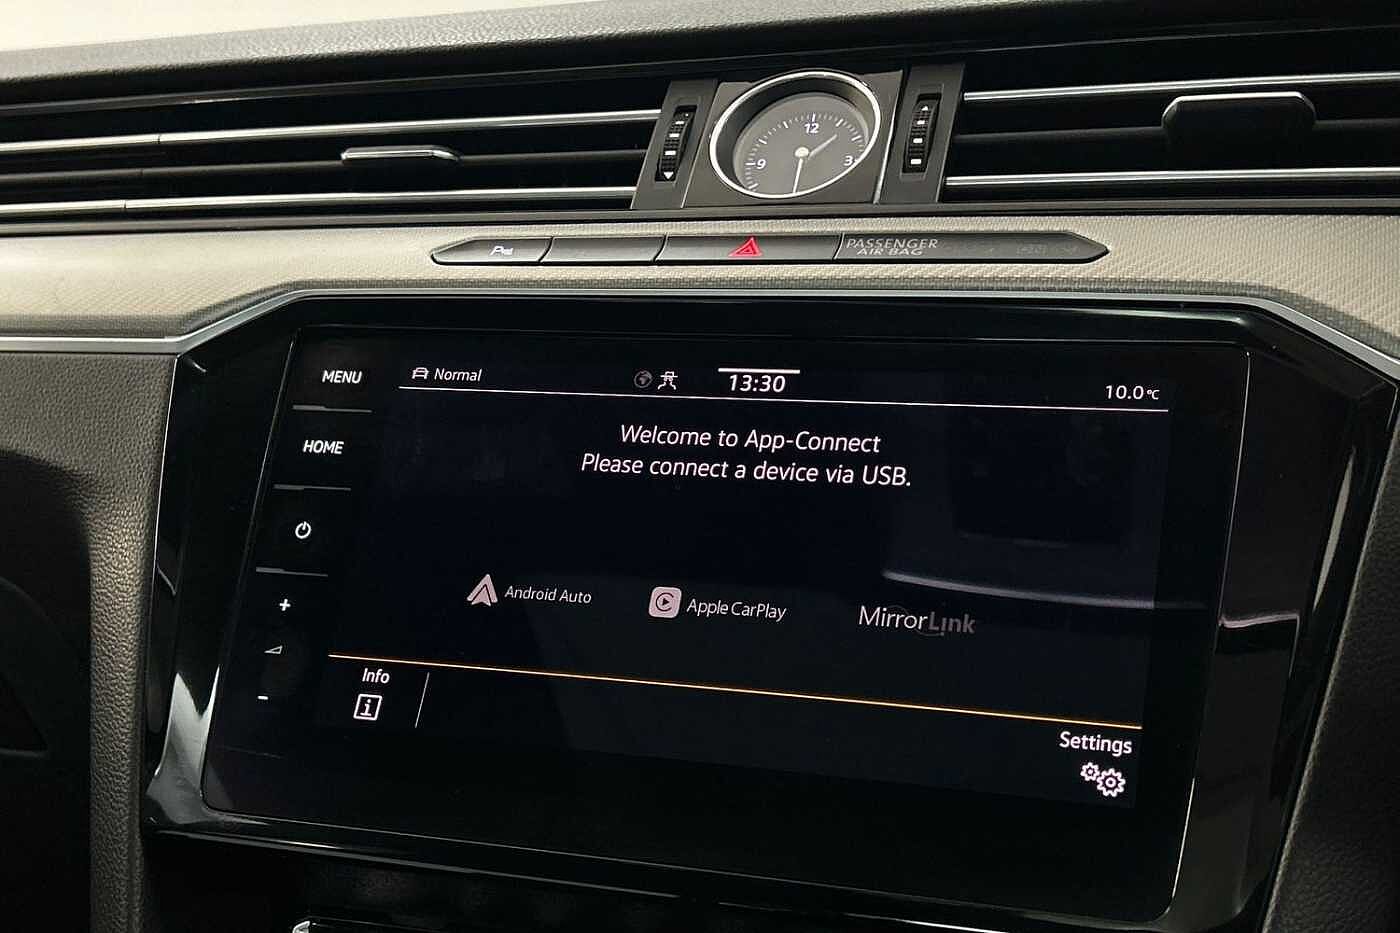 12
9
3
P
PASSENGER
AIR BAG
MENU
HOME
+
-
Normal
13:30
10.0°C
Welcome to App-Connect
Please connect a device via USB.
Android Auto
Apple CarPlay
MirrorLink
Info
i
Settings